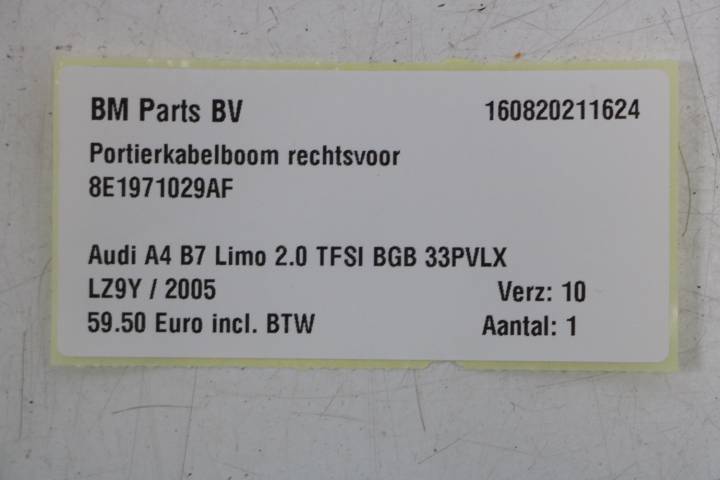 BM Parts BV 160820211624
Portierkabelboom rechtsvoor
8E1971029AF
Audi A4 B7 Limo 2.0 TFSI BGB 33PVLX
LZ9Y / 2005 Verz: 10
59.50 Euro incl. BTW Aantal: 1